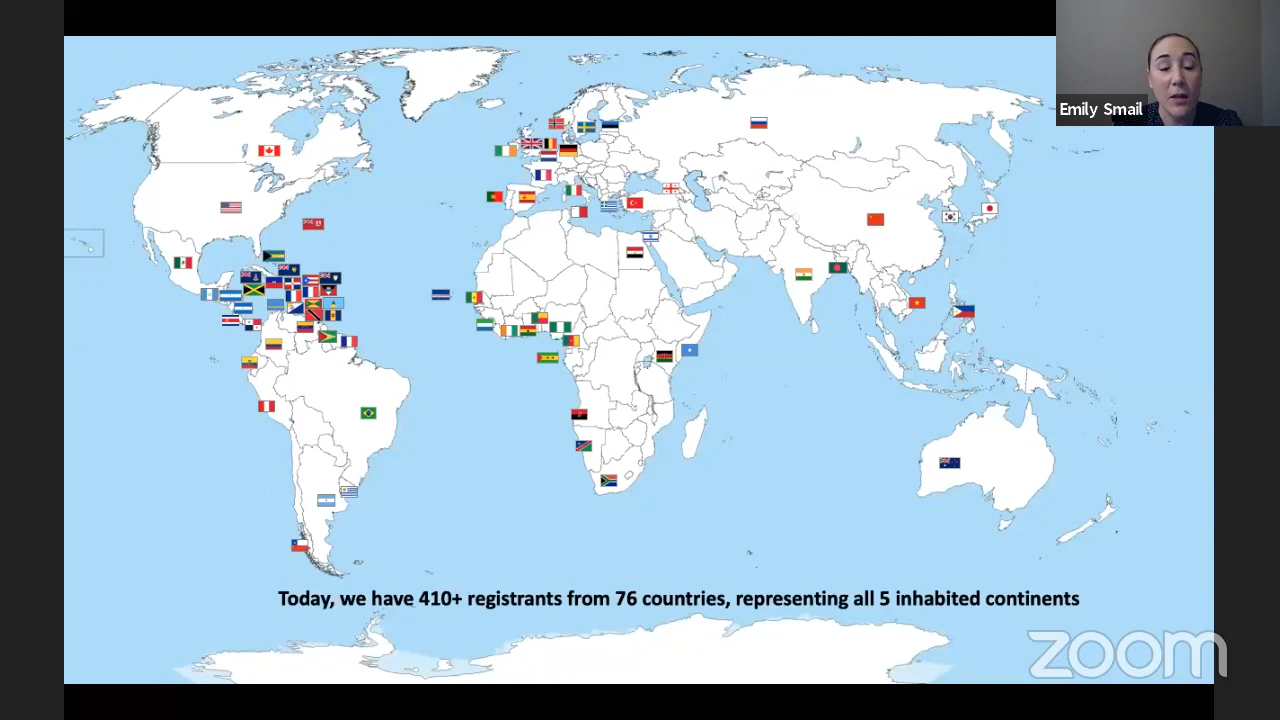 Emily Smail
Today, we have 410+ registrants from 76 countries, representing all 5 inhabited continents
zoom